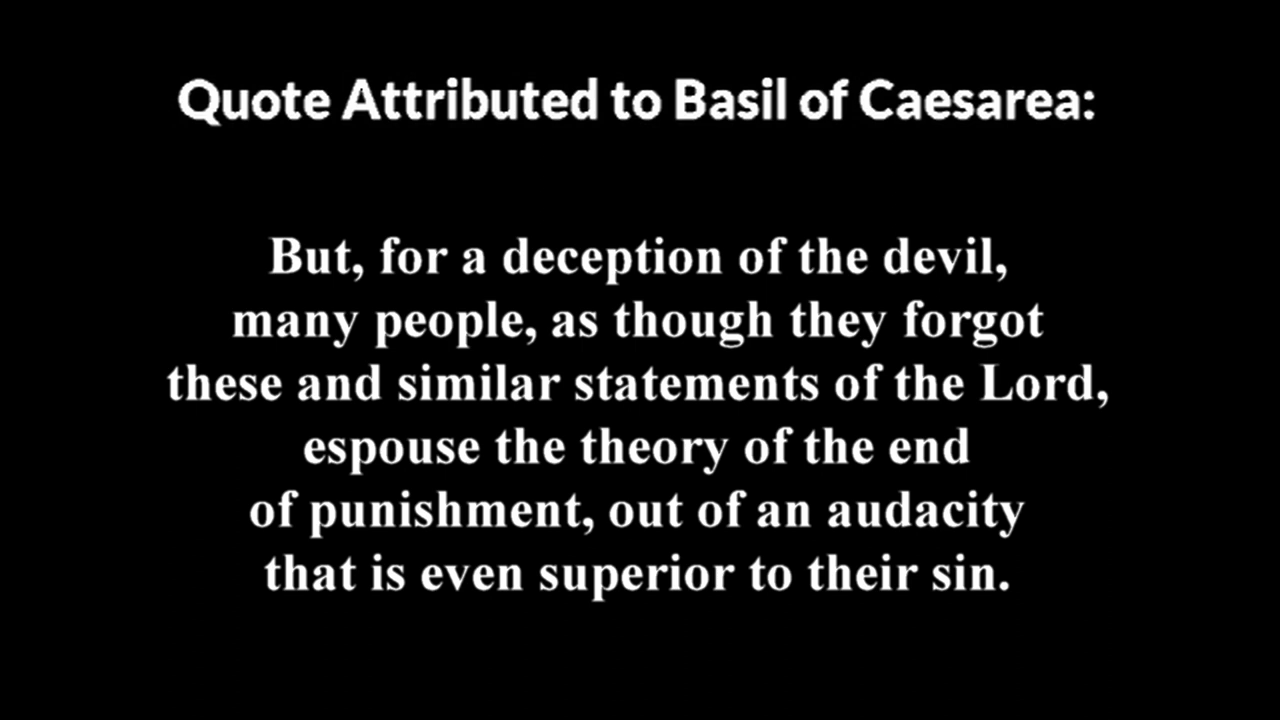 Quote Attributed to Basil of Caesarea:
But, for a deception of the devil,
many people, as though they forgot
these and similar statements of the Lord,
espouse the theory of the end
of punishment, out of an audacity
that is even superior to their sin.